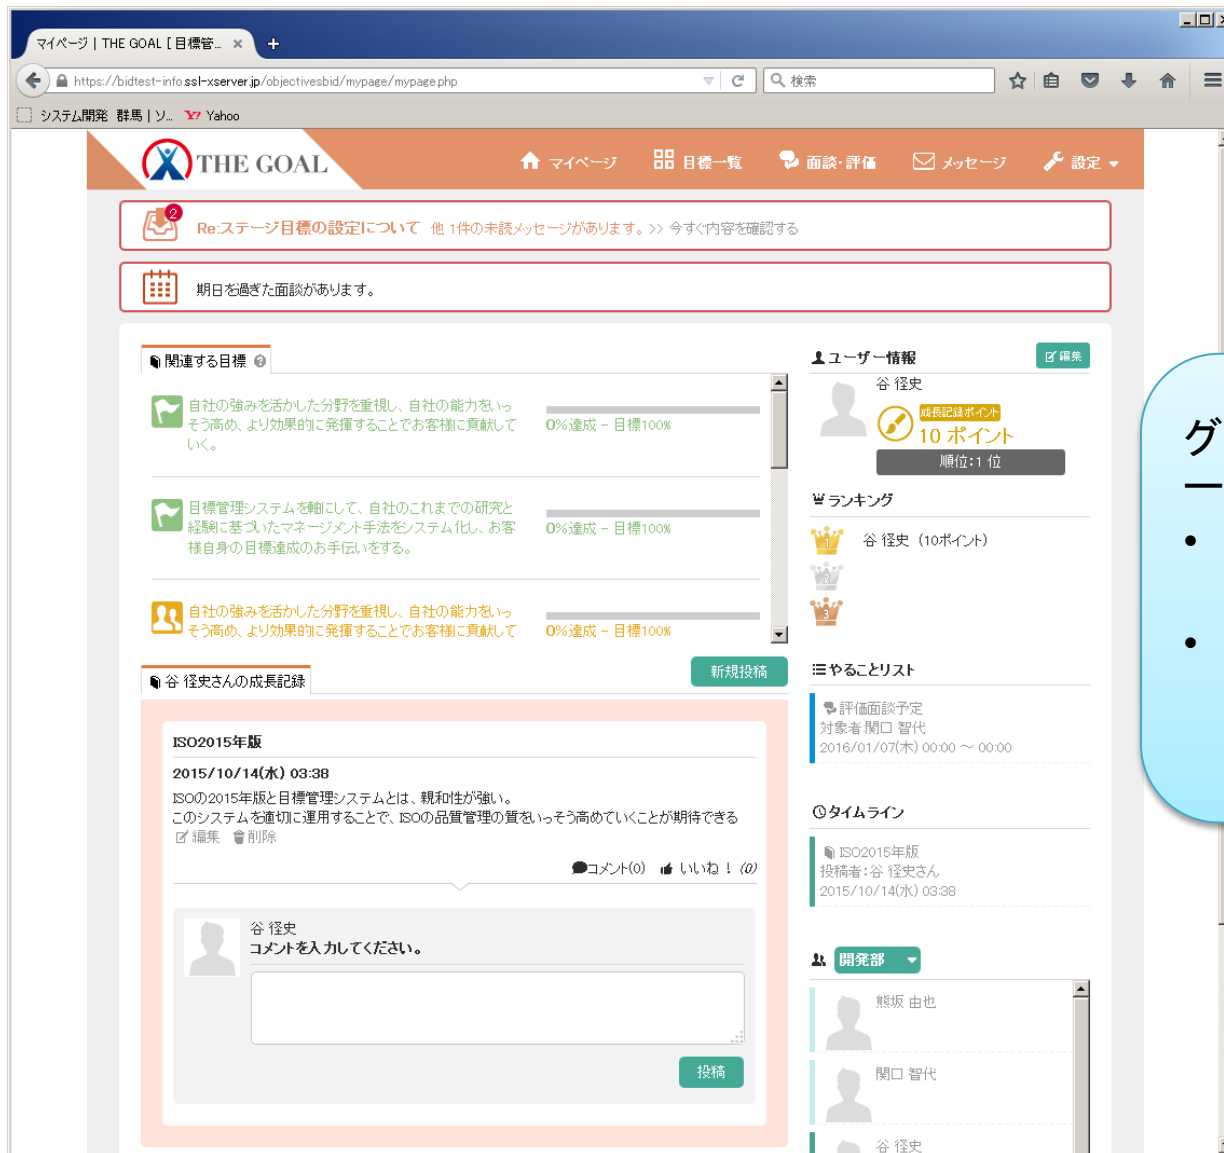 マイページ | THE GOAL [ 目標管...
https://bidtest-info.ssl-xserver.jp/objectivesbid/mypage/mypage.php
検索
システム開発 群馬 | ソ...
Y! Yahoo
THE GOAL
マイページ
目標一覧
面談・評価
メッセージ
設定
2
Re:ステージ目標の設定について 他 1件の未読メッセージがあります。>> 今すぐ内容を確認する
期日を過ぎた面談があります。
関連する目標
自社の強みを活かした分野を重視し、自社の能力をいっ
そう高め、より効果的に発揮することでお客様に貢献して
いく。
0%達成 - 目標100%
目標管理システムを軸にして、自社のこれまでの研究と
経験に基づいたマネージメント手法をシステム化し、お客
様自身の目標達成のお手伝いをする。
0%達成 - 目標100%
自社の強みを活かした分野を重視し、自社の能力をいっ
そう高め、より効果的に発揮することでお客様に貢献して
0%達成 - 目標100%
谷 径史さんの成長記録
新規投稿
ISO2015年版
2015/10/14(水) 03:38
ISOの2015年版と目標管理システムとは、親和性が強い。
このシステムを適切に運用することで、ISOの品質管理の質をいっそう高めていくことが期待できる
編集 削除
コメント(0) いいね！ (0)
谷 径史
コメントを入力してください。
投稿
ユーザー情報
編集
谷 径史
成長記録ポイント
10 ポイント
順位:1 位
ランキング
1
谷 径史（10ポイント）
2
3
やることリスト
評価面談予定
対象者:関口 智代
2016/01/07(木) 00:00 ～ 00:00
タイムライン
ISO2015年版
投稿者：谷 径史さん
2015/10/14(水) 03:38
開発部
熊坂 由也
関口 智代
谷 径史
グ
ー
•
•